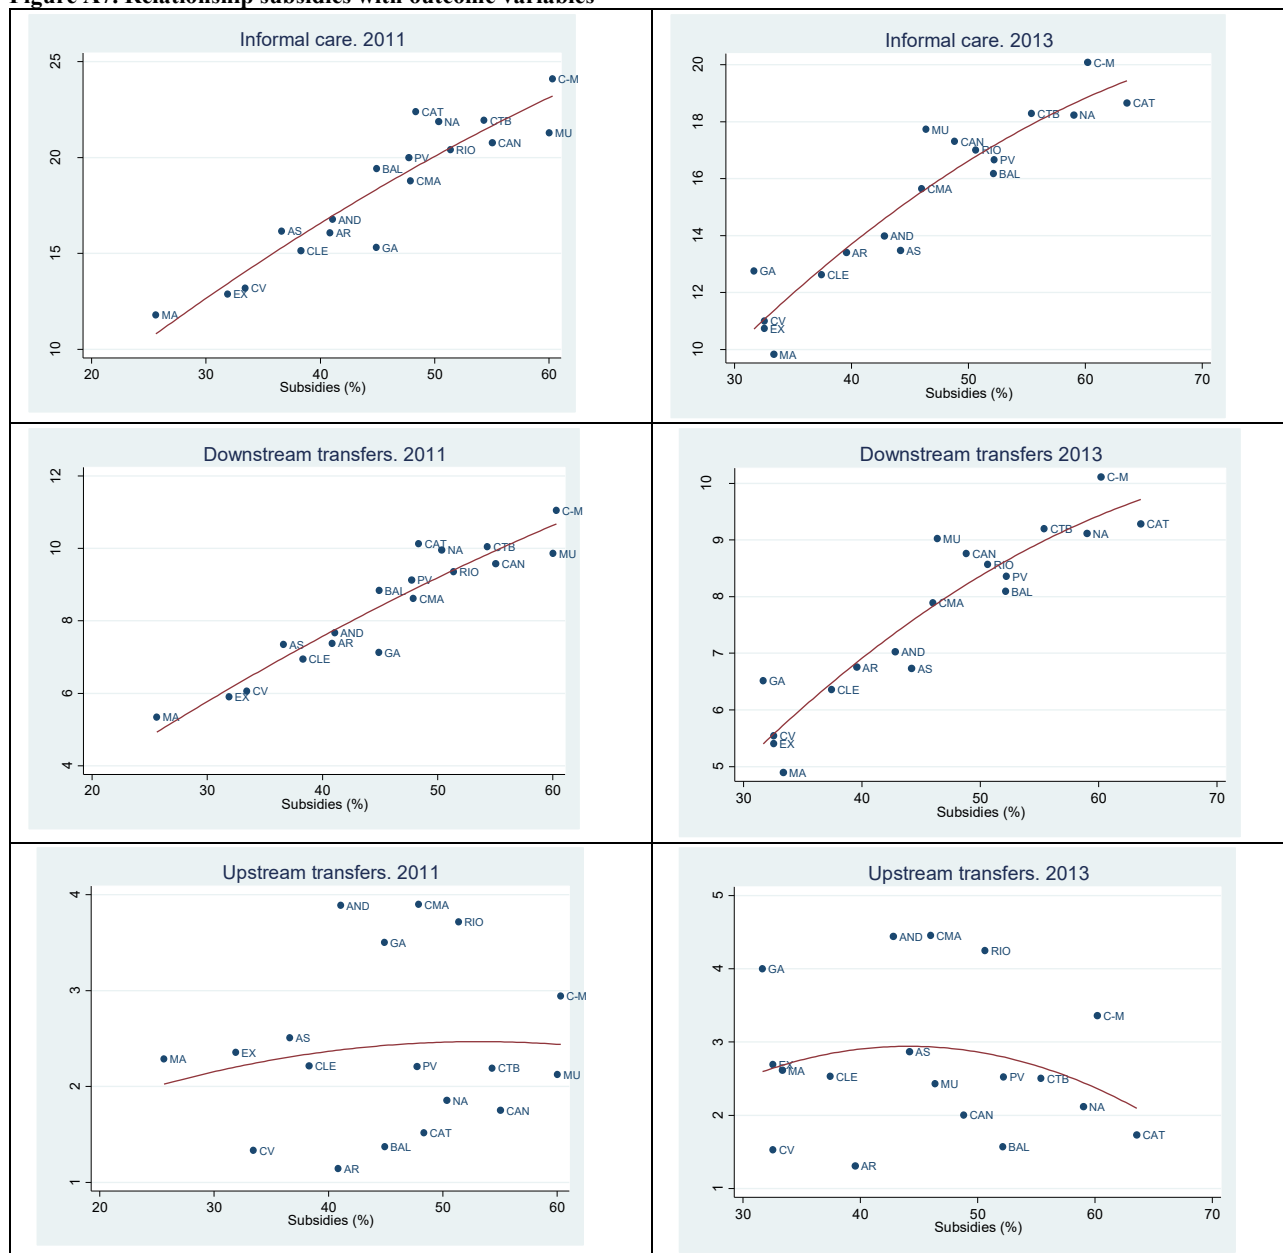 Figure A7. Relationship subsidies with outcome variables
Informal care. 2011
25
20
15
10
C-M
CAT
NA
CTB
MU
CAN
RIO
PV
BAL
CMA
AND
AS
AR
GA
CLE
CV
EX
MA
20 30 40 50 60
Subsidies (%)
Informal care. 2013
20
18
16
14
12
10
C-M
CAT
CTB
NA
MU
CAN
RIO
PV
BAL
CMA
AND
AS
AR
GA
CLE
CV
EX
MA
30 40 50 60 70
Subsidies (%)
Downstream transfers. 2011
12
10
8
6
4
C-M
CAT
NA
CTB
MU
CAN
RIO
PV
BAL
CMA
AND
AS
AR
GA
CLE
CV
EX
MA
20 30 40 50 60
Subsidies (%)
Downstream transfers 2013
10
9
8
7
6
5
C-M
CAT
CTB
NA
MU
CAN
RIO
PV
BAL
CMA
AND
AR
AS
GA
CLE
CV
EX
MA
30 40 50 60 70
Subsidies (%)
Upstream transfers. 2011
4
3
2
1
AND
CMA
RIO
GA
C-M
AS
EX
MA
CLE
PV
CTB
MU
NA
CAN
CAT
BAL
CV
AR
20 30 40 50 60
Subsidies (%)
Upstream transfers. 2013
5
4
3
2
1
AND
CMA
RIO
GA
C-M
AS
EX
MA
CLE
MU
PV
CTB
CAN
NA
CAT
BAL
CV
AR
30 40 50 60 70
Subsidies (%)